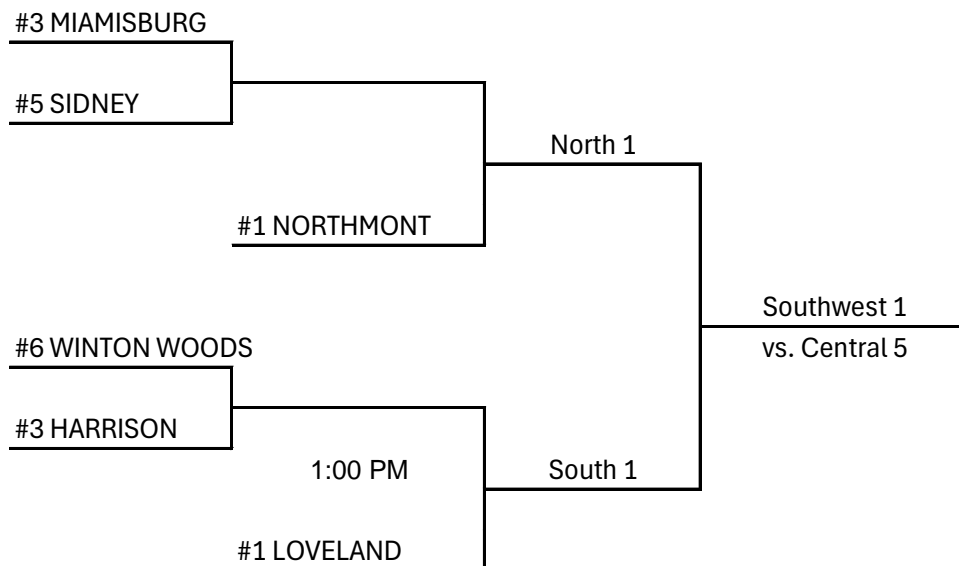 #3 MIAMISBURG
#5 SIDNEY
North 1
#1 NORTHMONT
Southwest 1
vs. Central 5
#6 WINTON WOODS
#3 HARRISON
1:00 PM
South 1
#1 LOVELAND